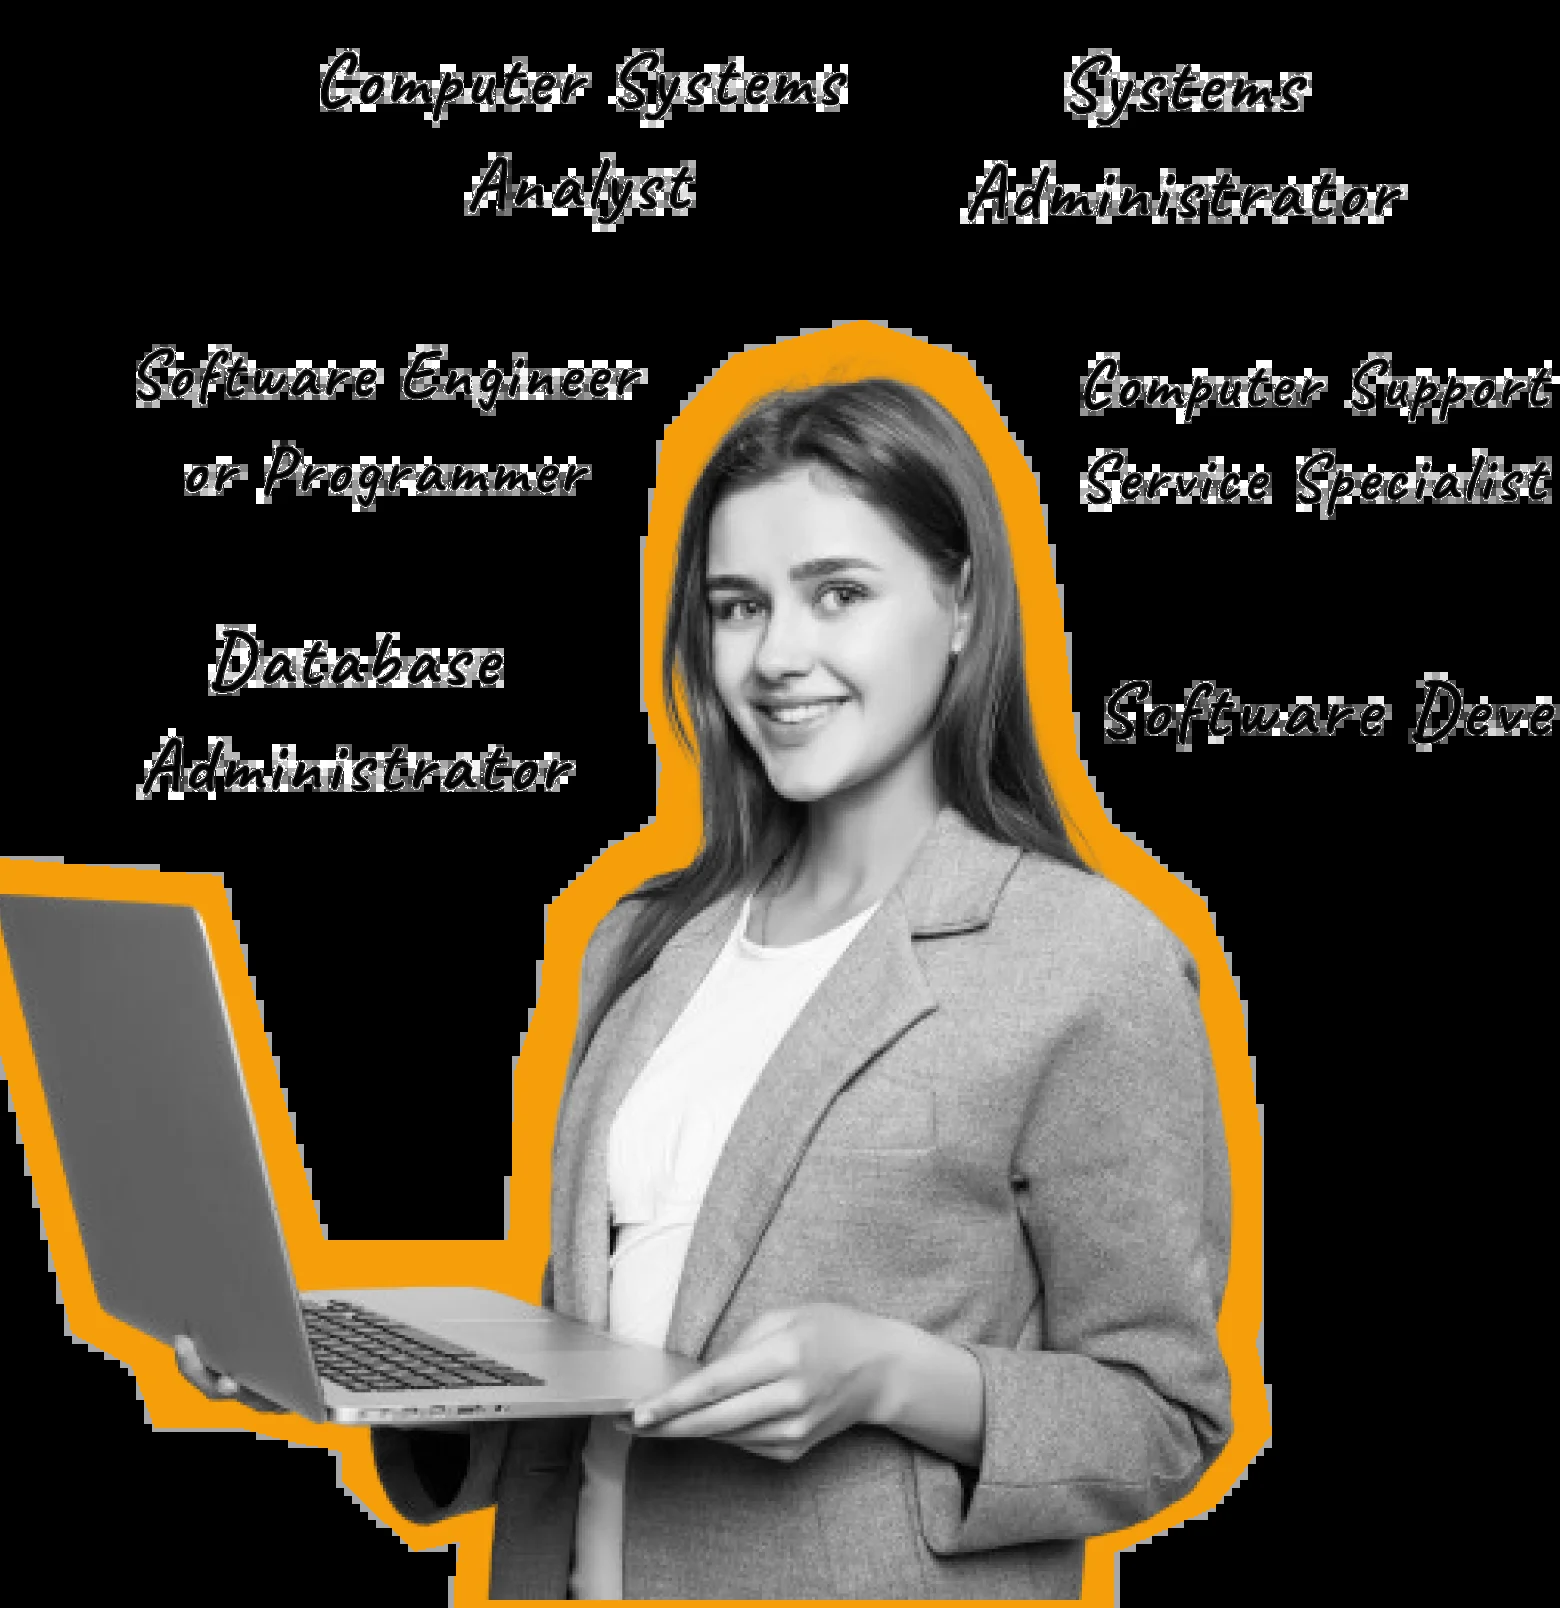 Computer Systems
Analyst
Systems
Administrator
Software Engineer
or Programmer
Computer Support
Service Specialist
Database
Administrator
Software Deve